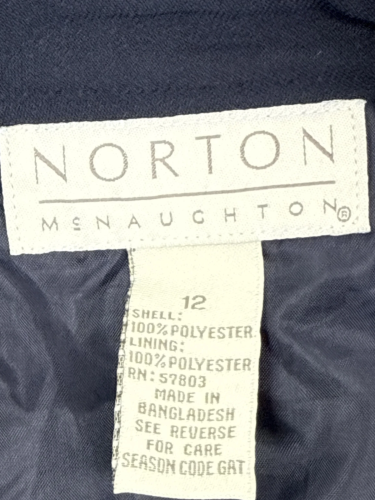 NORTON
McNAUGHTON®
12
SHELL:
100% POLYESTER
LINING:
100% POLYESTER
RN: 57803
MADE IN
BANGLADESH
SEE REVERSE
FOR CARE
SEASON CODE GAT